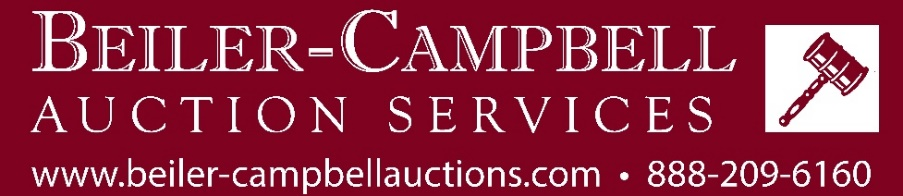 BEILER-CAMPBELL
AUCTION SERVICES
www.beiler-campbellauctions.com • 888-209-6160